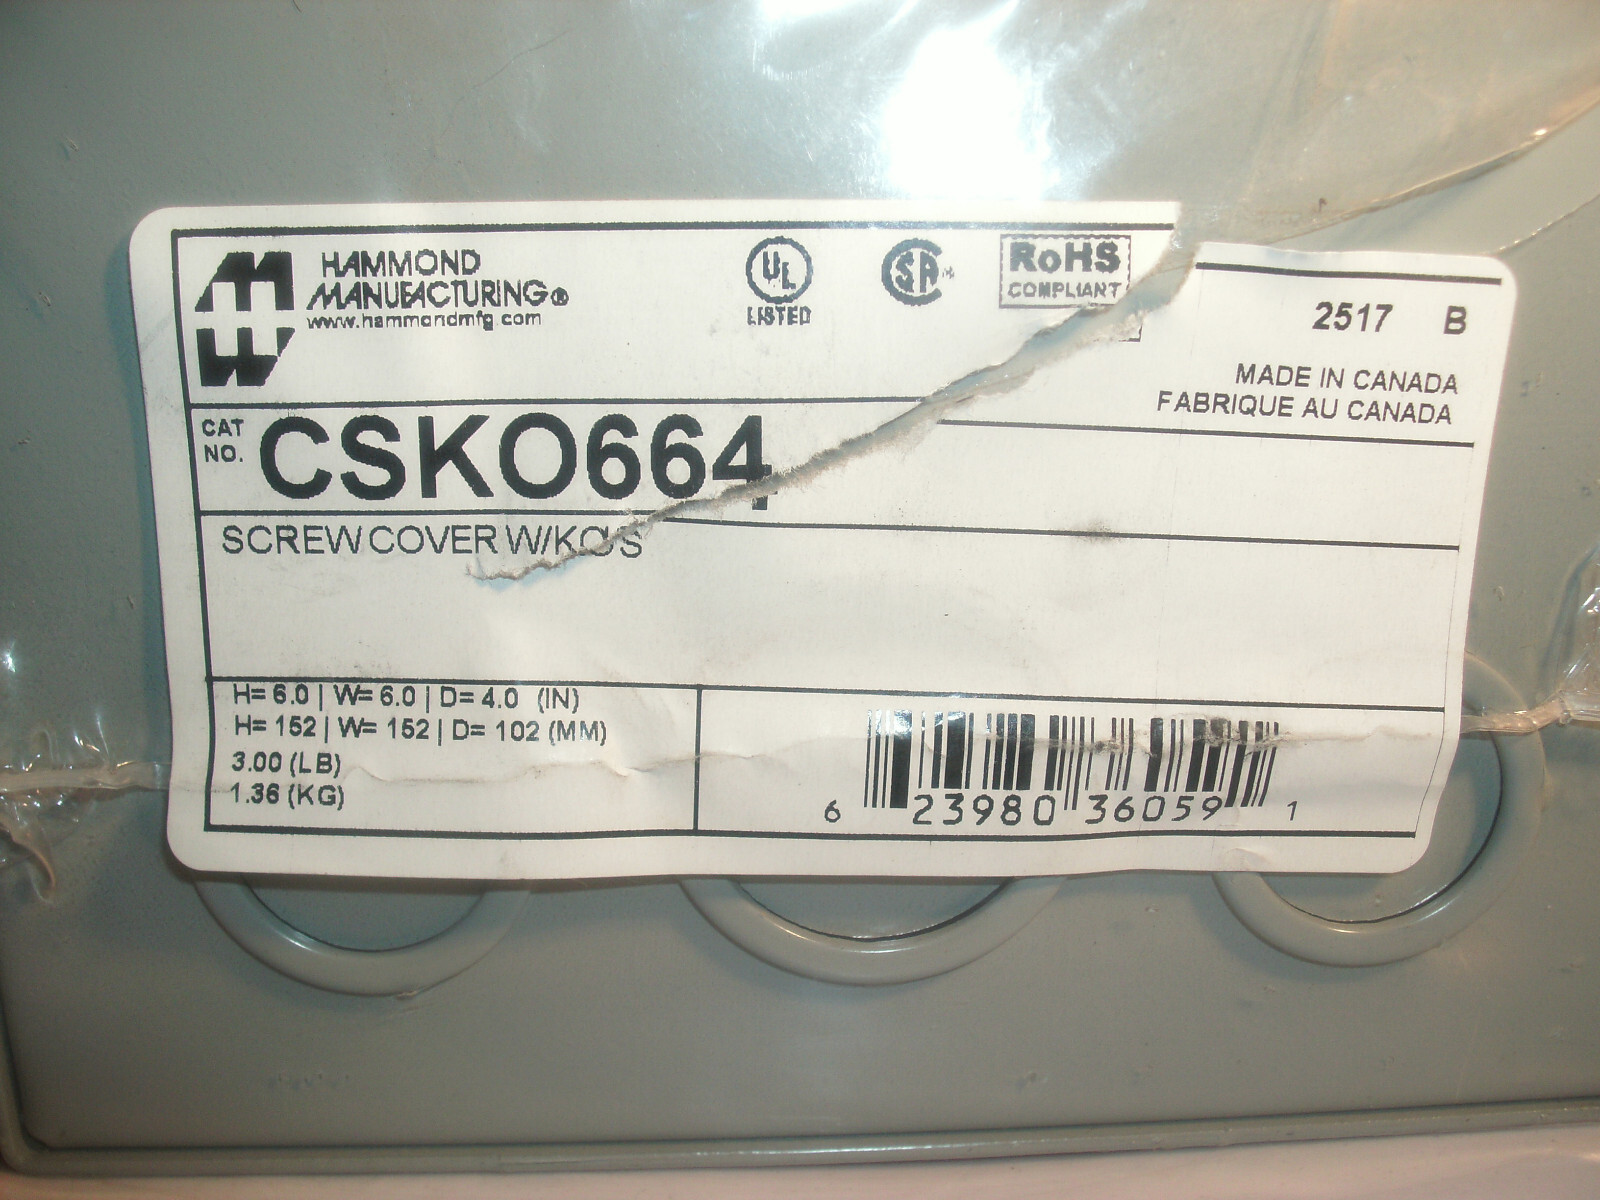 HAMMOND
MANUFACTURING®
www.hammondmfg.com
UL
LISTED
SA
RoHS
COMPLIANT
2517 B
MADE IN CANADA
FABRIQUE AU CANADA
CAT
NO.
CSKO664
SCREW COVER W/KO'S
H= 6.0 | W= 6.0 | D= 4.0 (IN)
H= 152 | W= 152 | D= 102 (MM)
3.00 (LB)
1.36 (KG)
6 23980 36059 1